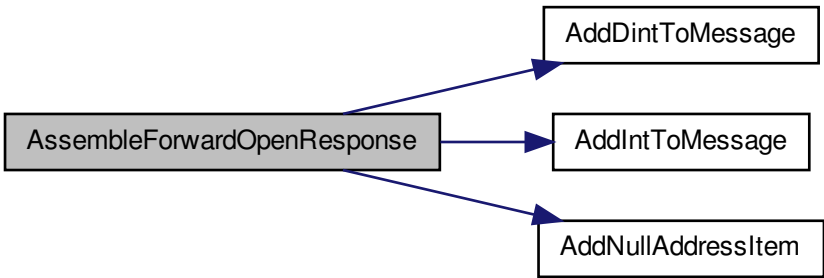 AddDintToMessage
AssembleForwardOpenResponse
AddIntToMessage
AddNullAddressItem